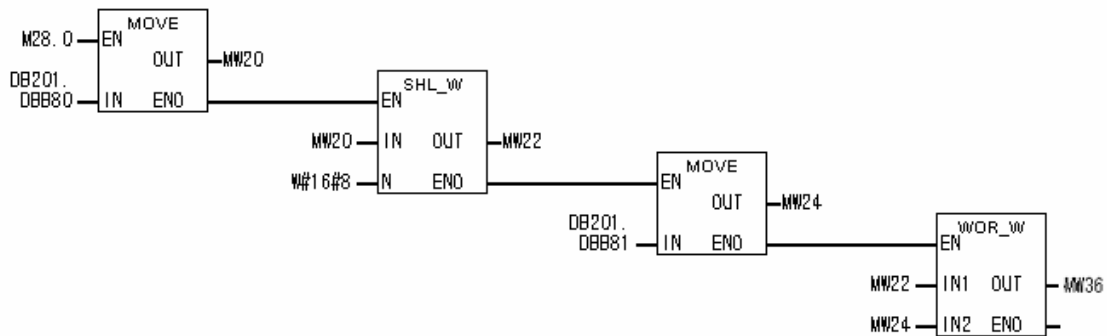 MOVE
M28.0 EN
OUT MW20
DB201.
DBB80 IN ENO
SHL_W
EN
MW20 IN OUT MW22
W#16#8 N ENO
MOVE
EN
OUT MW24
DB201.
DBB81 IN ENO
WOR_W
EN
MW22 IN1 OUT MW36
MW24 IN2 ENO